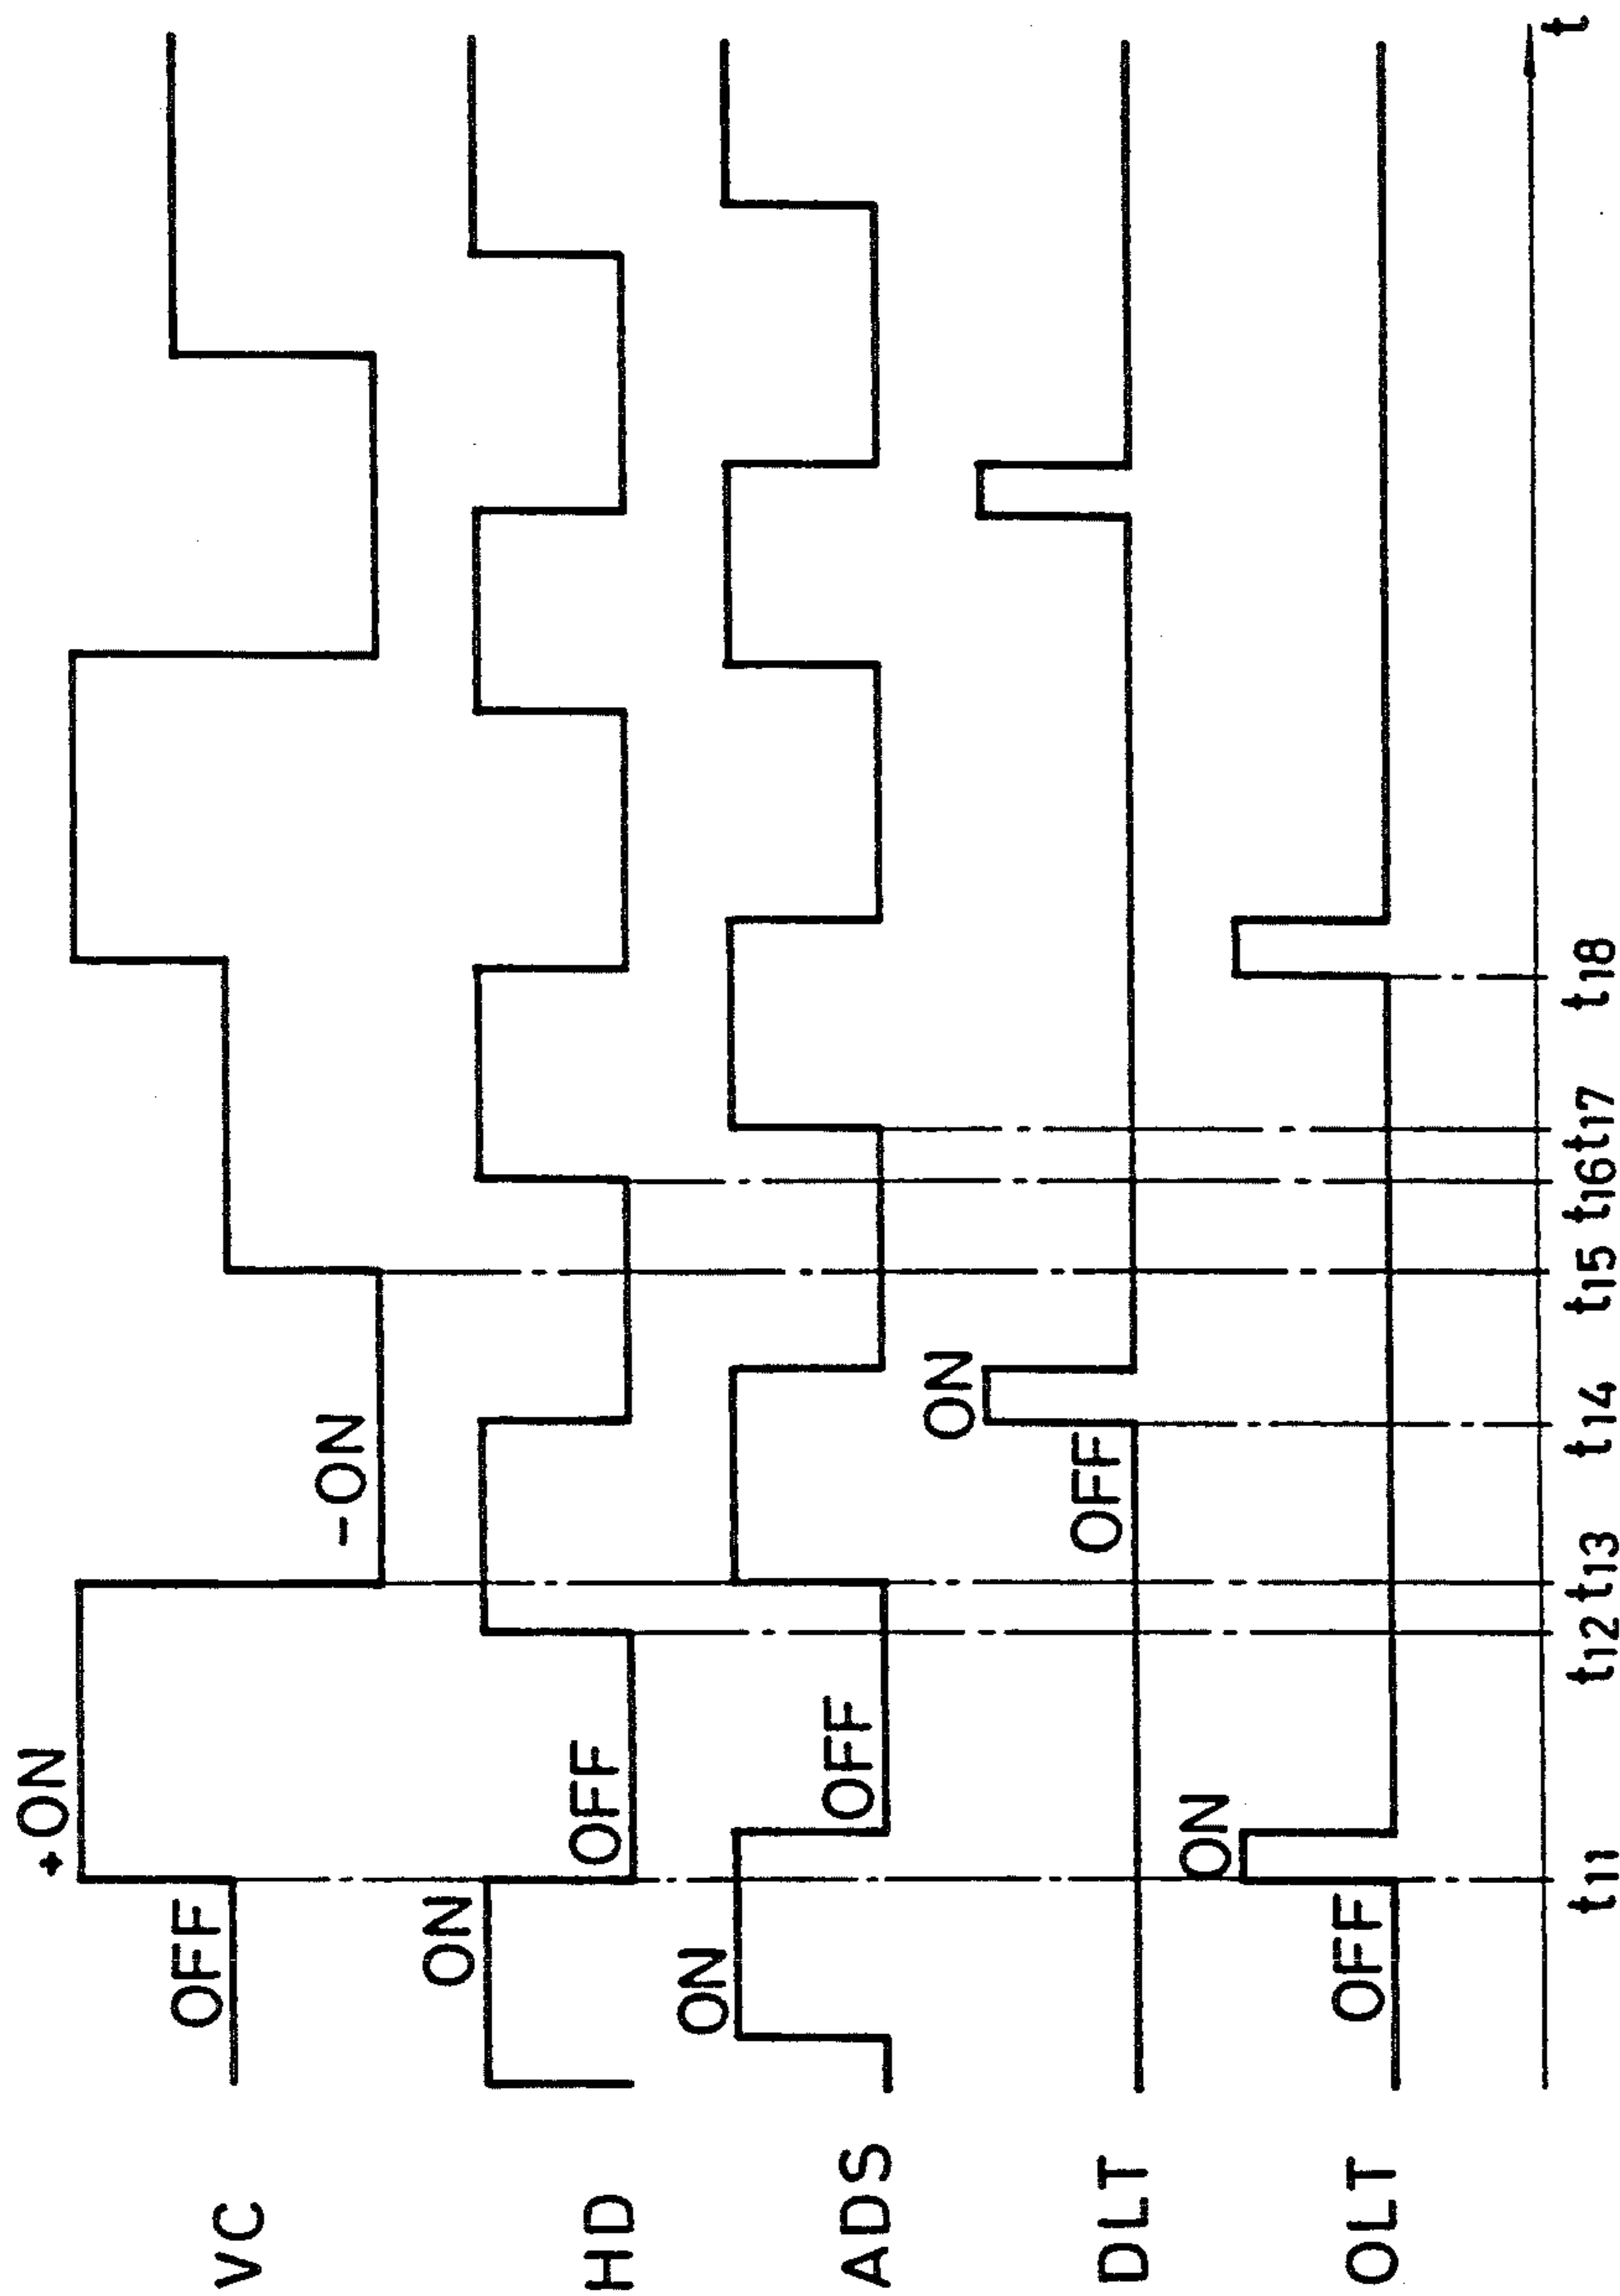 VC
OFF
+ON
-ON
HD
ON
OFF
ADS
ON
OFF
DLT
OFF
ON
OLT
OFF
ON
t11
t12
t13
t14
t15
t16
t17
t18
t